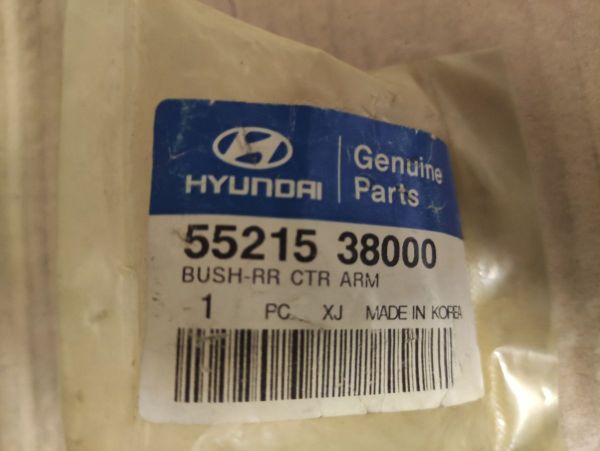 HYUNDAI
Genuine
Parts
55215 38000
BUSH-RR CTR ARM
1 PC XJ MADE IN KOREA